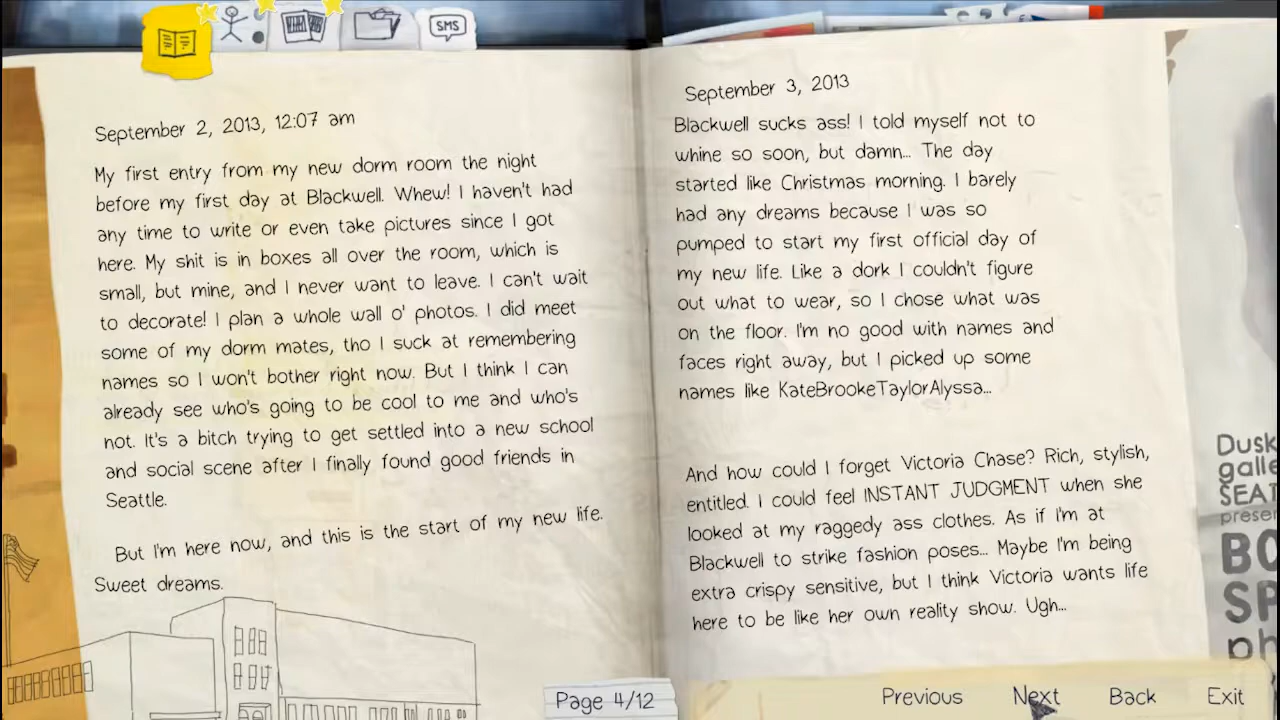 SMS
September 2, 2013, 12:07 am
My first entry from my new dorm room the night
before my first day at Blackwell. Whew! I haven't had
any time to write or even take pictures since I got
here. My shit is in boxes all over the room, which is
small, but mine, and I never want to leave. I can't wait
to decorate! I plan a whole wall o' photos. I did meet
some of my dorm mates, tho I suck at remembering
names so I won't bother right now. But I think I can
already see who's going to be cool to me and who's
not. It's a bitch trying to get settled into a new school
and social scene after I finally found good friends in
Seattle.
But I'm here now, and this is the start of my new life.
Sweet dreams.
September 3, 2013
Blackwell sucks ass! I told myself not to
whine so soon, but damn... The day
started like Christmas morning. I barely
had any dreams because I was so
pumped to start my first official day of
my new life. Like a dork I couldn't figure
out what to wear, so I chose what was
on the floor. I'm no good with names and
faces right away, but I picked up some
names like KateBrookeTaylorAlyssa...
And how could I forget Victoria Chase? Rich, stylish,
entitled. I could feel INSTANT JUDGMENT when she
looked at my raggedy ass clothes. As if I'm at
Blackwell to strike fashion poses... Maybe I'm being
extra crispy sensitive, but I think Victoria wants life
here to be like her own reality show. Ugh...
Dusk
galle
SEAT
presen
BO
SP
ph
Page 4/12
Previous Next Back Exit